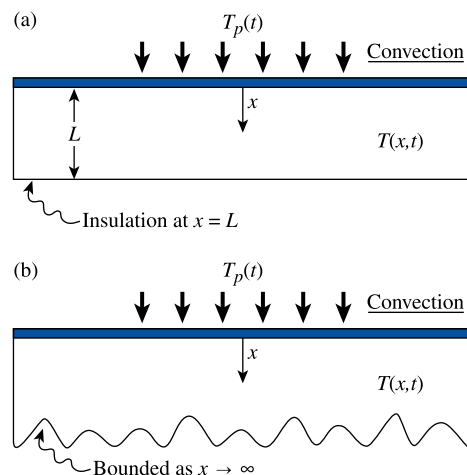 (a)
T_p(t)
Convection
x
L
T(x,t)
Insulation at x = L
(b)
T_p(t)
Convection
x
T(x,t)
Bounded as x → ∞